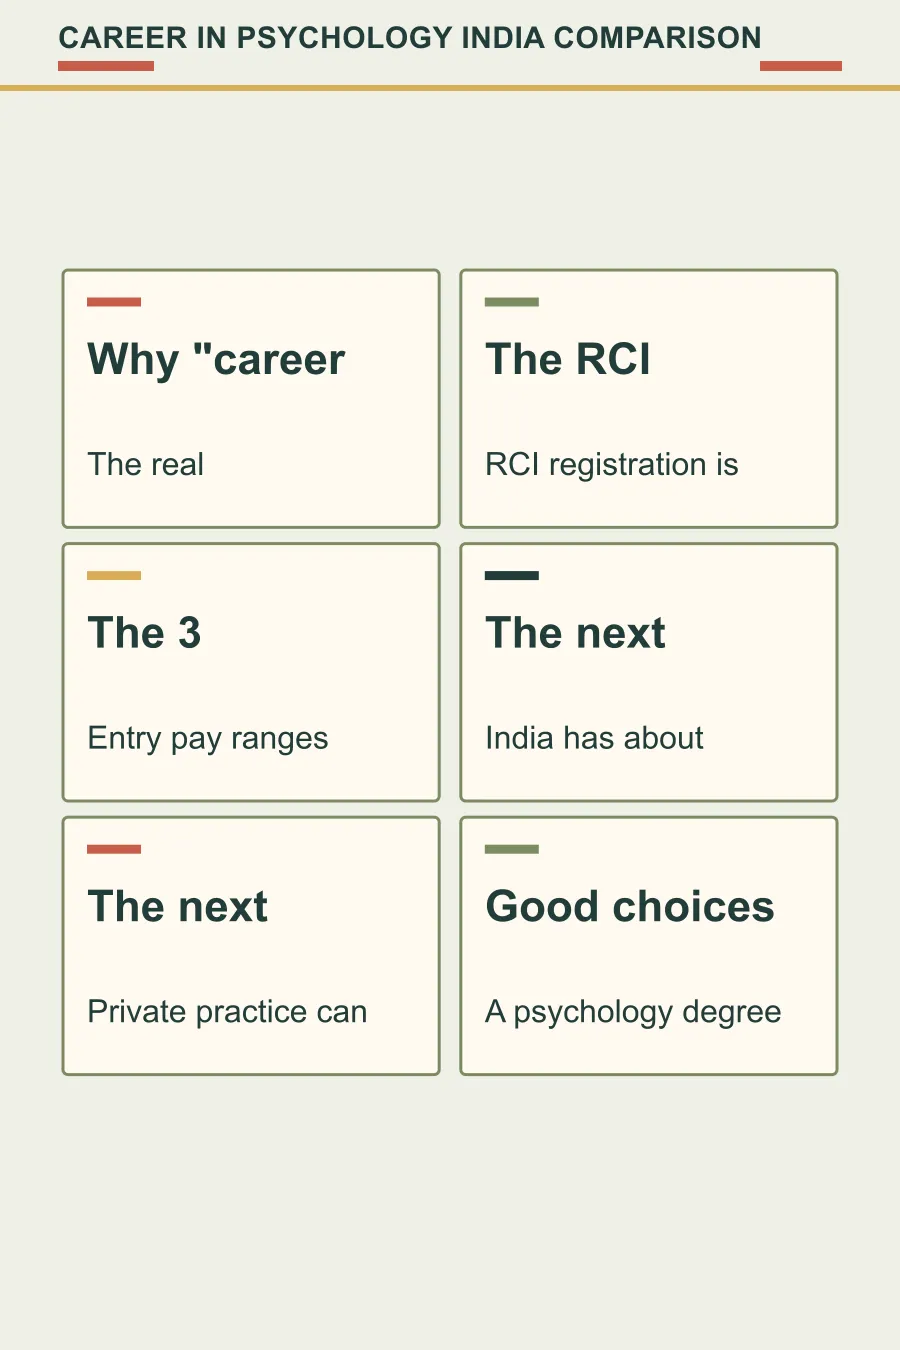 CAREER IN PSYCHOLOGY INDIA COMPARISON
Why "career
The real
The RCI
RCI registration is
The 3
Entry pay ranges
The next
India has about
The next
Private practice can
Good choices
A psychology degree